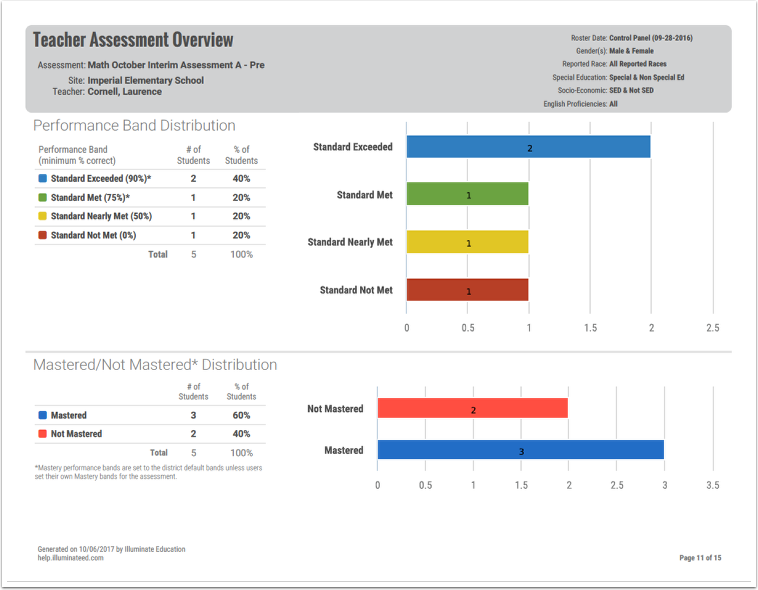 Teacher Assessment Overview
Assessment: Math October Interim Assessment A - Pre
Site: Imperial Elementary School
Teacher: Cornell, Laurence
Roster Date: Control Panel (09-28-2016)
Gender(s): Male & Female
Reported Race: All Reported Races
Special Education: Special & Non Special Ed
Socio-Economic: SED & Not SED
English Proficiencies: All
Performance Band Distribution
Performance Band # of % of
(minimum % correct) Students Students
Standard Exceeded (90%)* 2 40%
Standard Met (75%)* 1 20%
Standard Nearly Met (50%) 1 20%
Standard Not Met (0%) 1 20%
Total 5 100%
Standard Exceeded 2
Standard Met 1
Standard Nearly Met 1
Standard Not Met 1
0 0.5 1 1.5 2 2.5
Mastered/Not Mastered* Distribution
# of % of
Students Students
Mastered 3 60%
Not Mastered 2 40%
Total 5 100%
*Mastery performance bands are set to the district default bands unless users
set their own Mastery bands for the assessment.
Not Mastered 2
Mastered 3
0 0.5 1 1.5 2 2.5 3 3.5
Generated on 10/06/2017 by Illuminate Education
help.illuminateed.com
Page 11 of 15